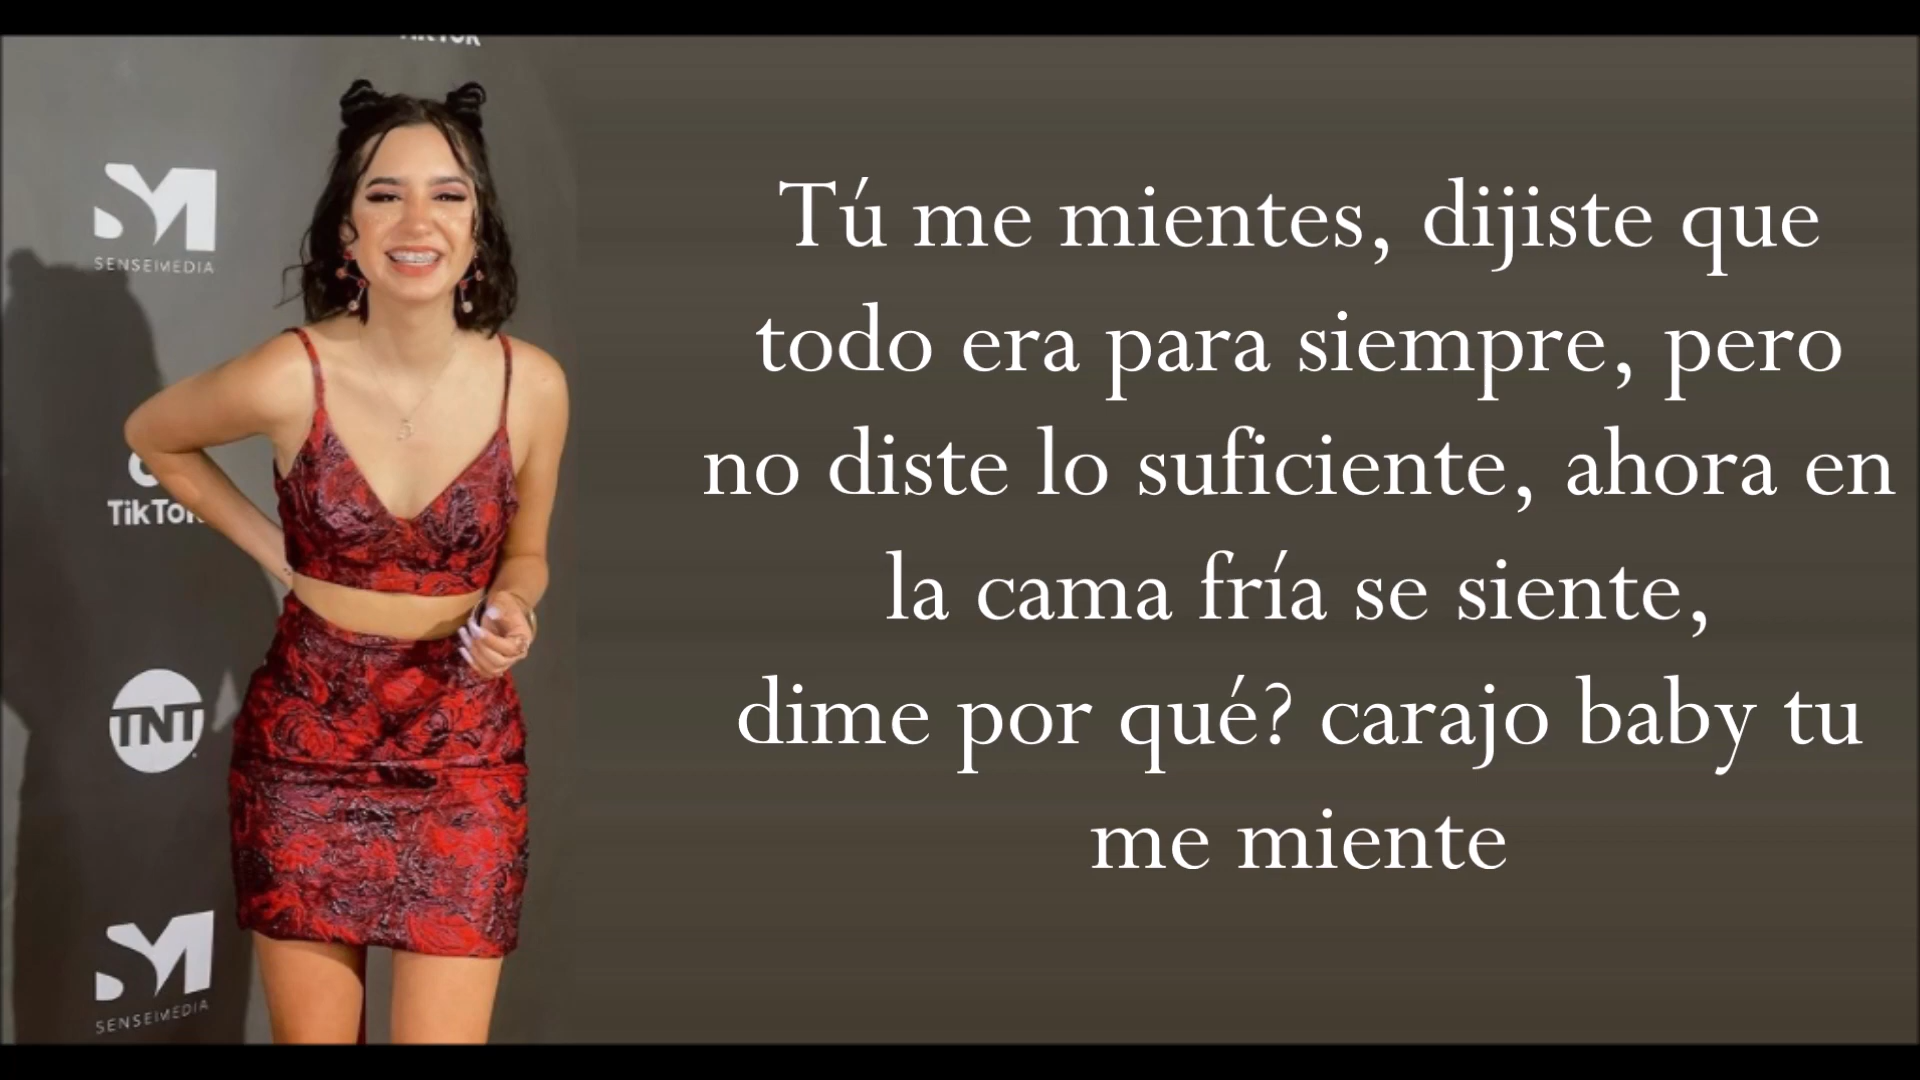 TikTok
SENSEIMEDIA
TikTok
TNT
SENSEIMEDIA
Tú me mientes, dijiste que
todo era para siempre, pero
no diste lo suficiente, ahora en
la cama fría se siente,
dime por qué? carajo baby tu
me miente